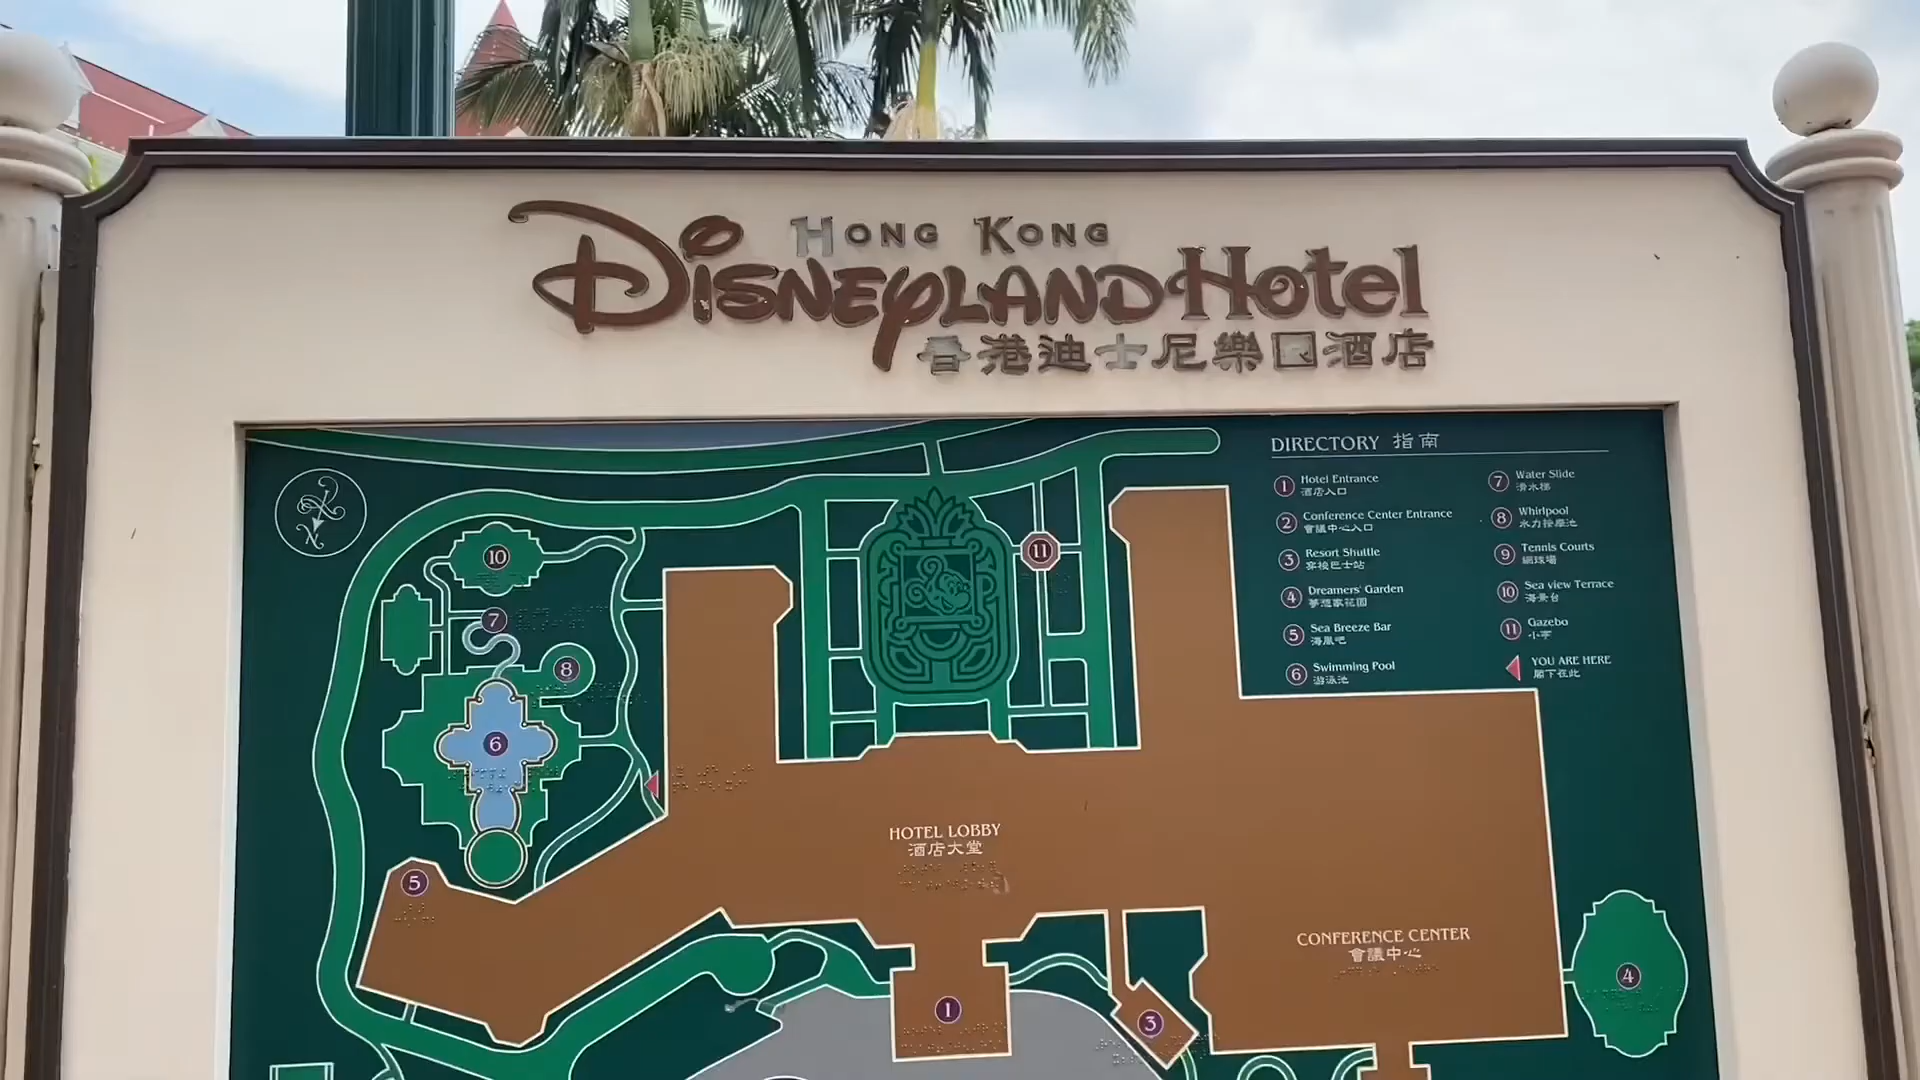 HONG KONG
DISNEYLAND Hotel
香港迪士尼樂園酒店
DIRECTORY 指南
1 Hotel Entrance
酒店入口
2 Conference Center Entrance
會議中心入口
3 Resort Shuttle
穿梭巴士站
4 Dreamers' Garden
夢想家花園
5 Sea Breeze Bar
海風吧
6 Swimming Pool
游泳池
7 Water Slide
滑水梯
8 Whirlpool
水力按摩池
9 Tennis Courts
網球場
10 Sea view Terrace
海景台
11 Gazebo
小亭
YOU ARE HERE
閣下在此
N
10
11
7
8
6
HOTEL LOBBY
酒店大堂
5
CONFERENCE CENTER
會議中心
4
1
3